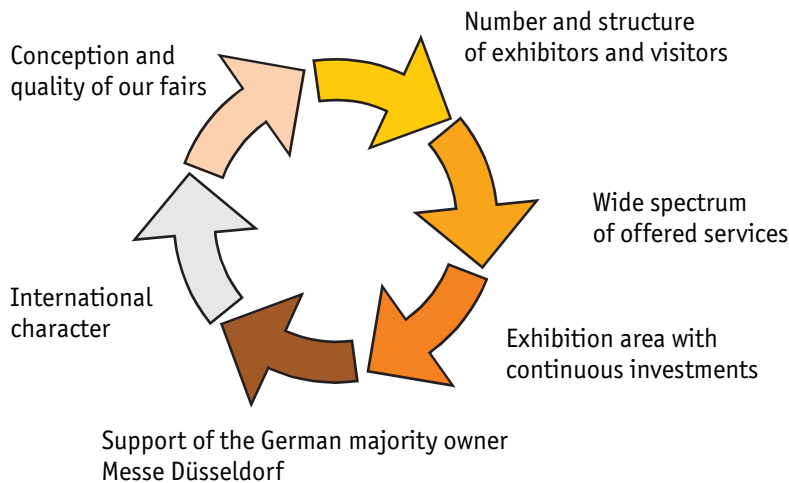 Number and structure
of exhibitors and visitors
Conception and
quality of our fairs
Wide spectrum
of offered services
International
character
Exhibition area with
continuous investments
Support of the German majority owner
Messe Düsseldorf